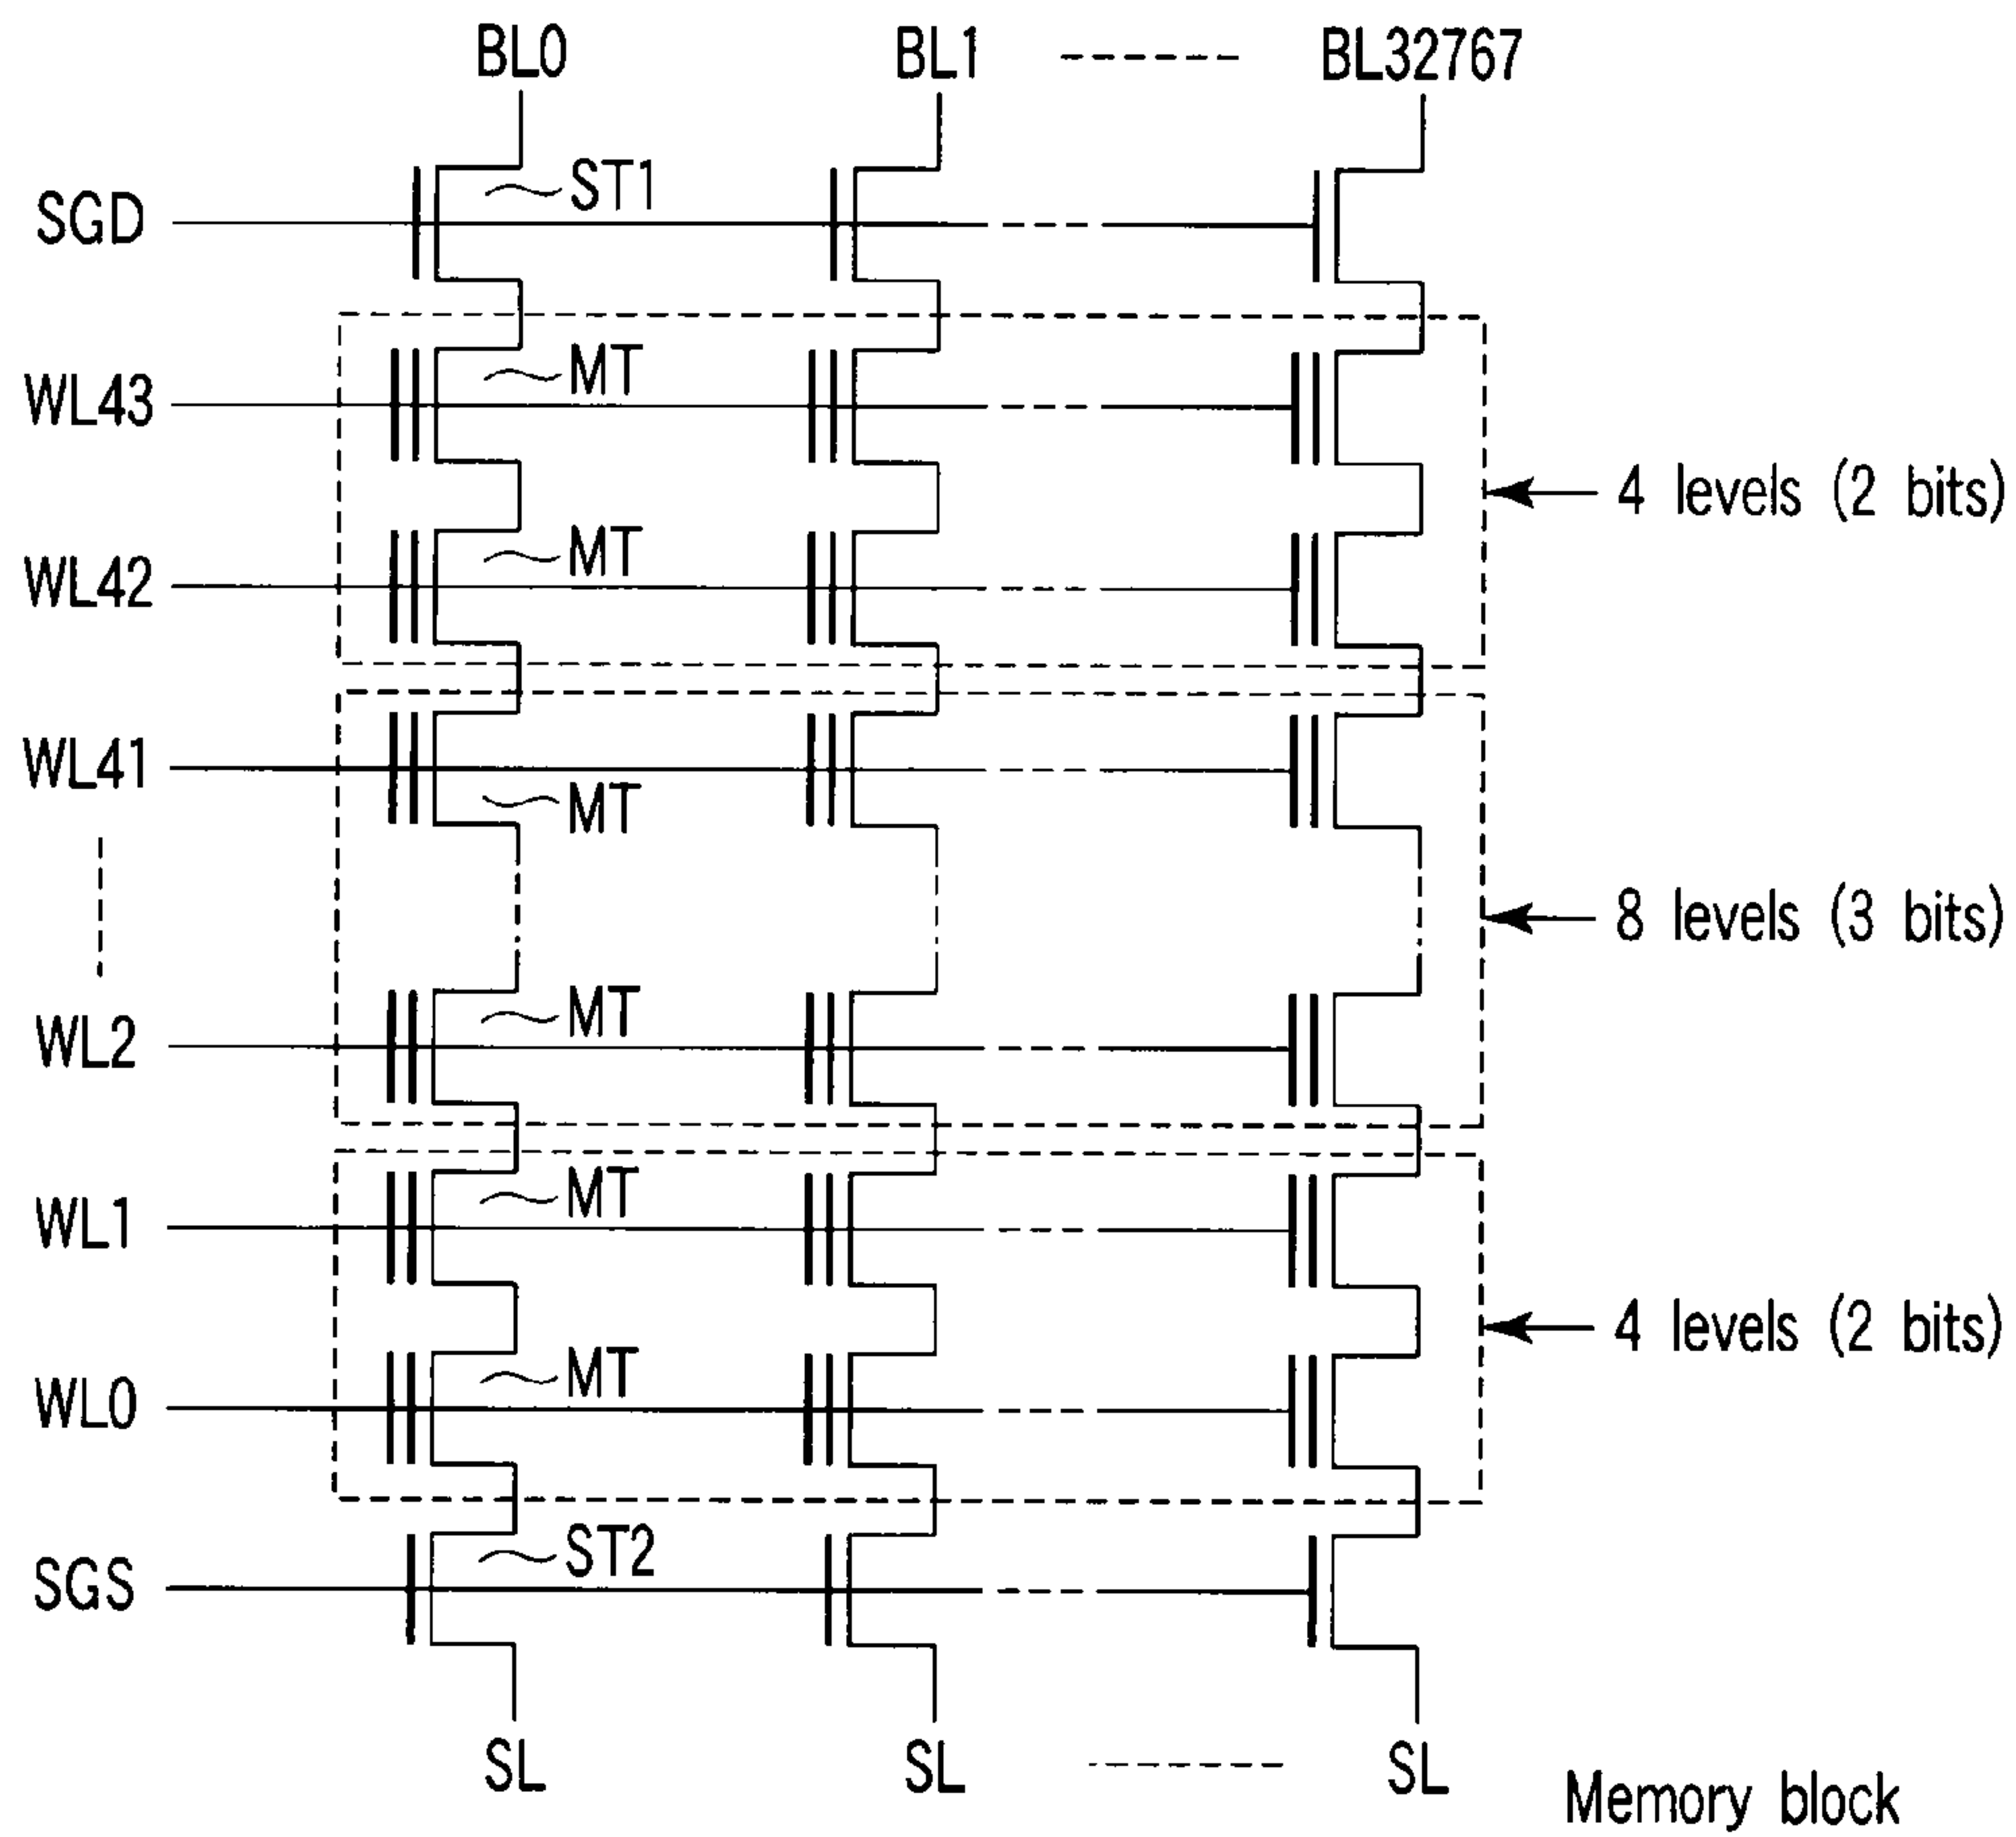 BL0 BL1 BL32767
ST1
SGD
MT
WL43
4 levels (2 bits)
MT
WL42
WL41
MT
8 levels (3 bits)
MT
WL2
MT
WL1
4 levels (2 bits)
MT
WL0
ST2
SGS
SL SL SL
Memory block